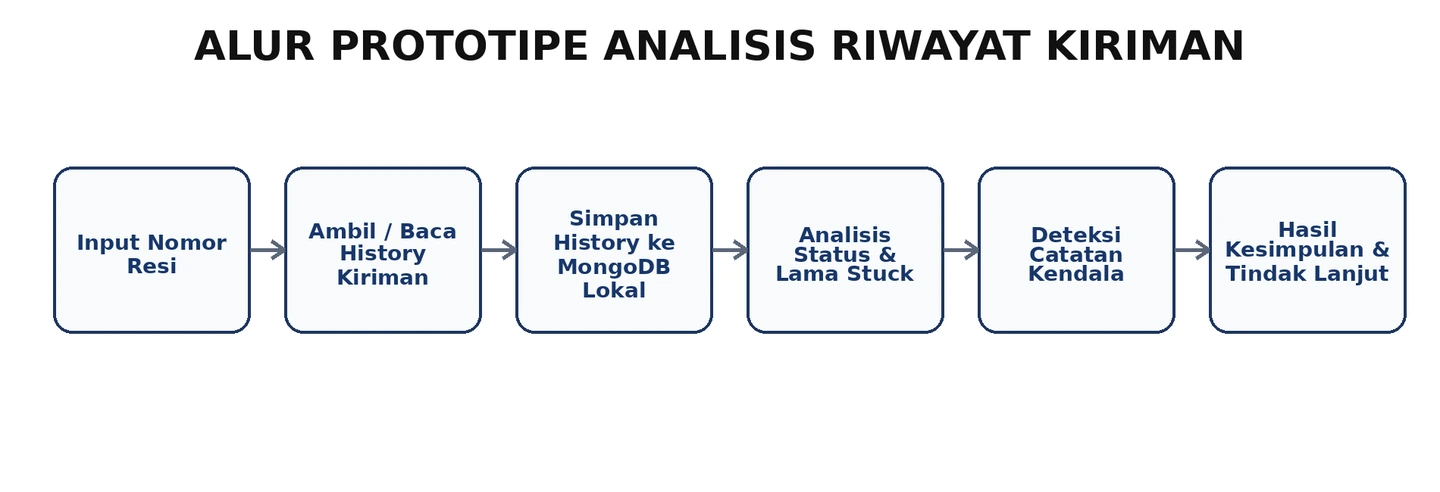 ALUR PROTOTIPE ANALISIS RIWAYAT KIRIMAN
Input Nomor
Resi
Ambil / Baca
History
Kiriman
Simpan
History ke
MongoDB
Lokal
Analisis
Status &
Lama Stuck
Deteksi
Catatan
Kendala
Hasil
Kesimpulan &
Tindak Lanjut